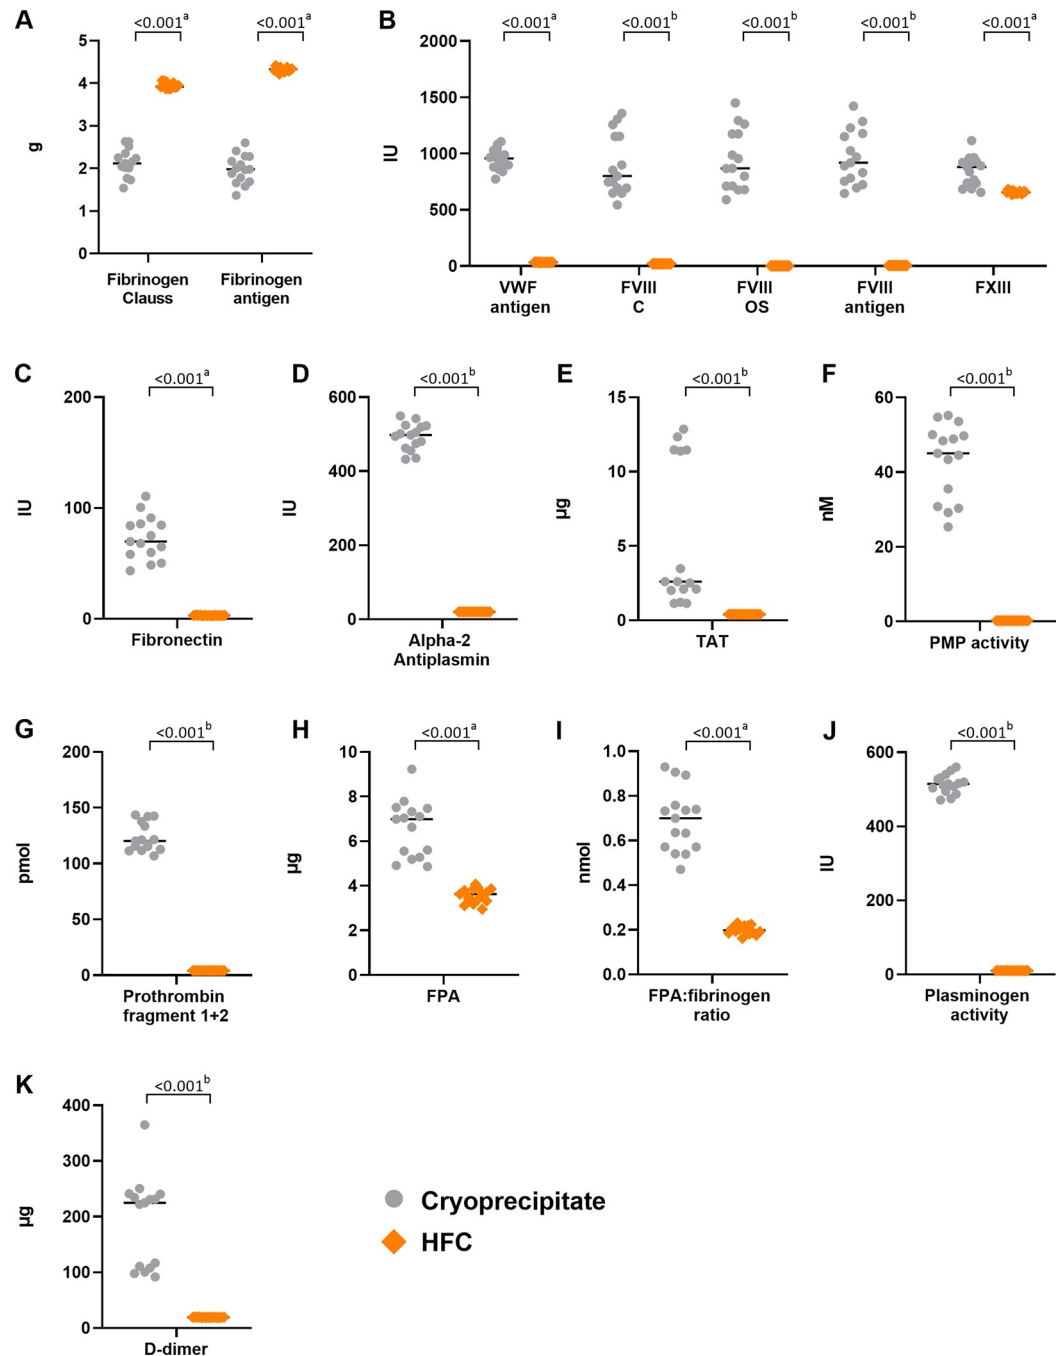 A
<0.001a
<0.001a
5
4
3
2
1
0
g
Fibrinogen
Clauss
Fibrinogen
antigen
B
<0.001a
<0.001b
<0.001b
<0.001b
<0.001a
2000
1500
1000
500
0
IU
VWF
antigen
FVIII
C
FVIII
OS
FVIII
antigen
FXIII
C
<0.001a
200
100
0
IU
Fibronectin
D
<0.001b
600
400
200
0
IU
Alpha-2
Antiplasmin
E
<0.001b
15
10
5
0
µg
TAT
F
<0.001b
60
40
20
0
nM
PMP activity
G
<0.001b
200
150
100
50
0
pmol
Prothrombin
fragment 1+2
H
<0.001a
10
8
6
4
2
0
µg
FPA
I
<0.001a
1.0
0.8
0.6
0.4
0.2
0.0
nmol
FPA:fibrinogen
ratio
J
<0.001b
600
400
200
0
IU
Plasminogen
activity
K
<0.001b
400
300
200
100
0
µg
D-dimer
Cryoprecipitate
HFC